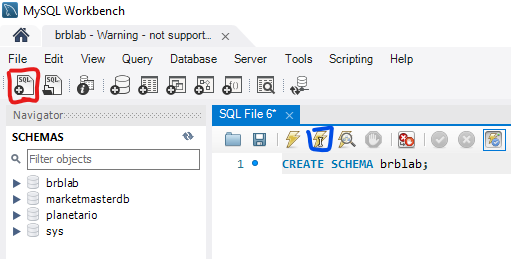 MySQL Workbench
brblab - Warning - not support... ×
File Edit View Query Database Server Tools Scripting Help
SQL SQL
Navigator SQL File 6* ×
SCHEMAS
Filter objects
brblab
marketmasterdb
planetario
sys
1 CREATE SCHEMA brblab;